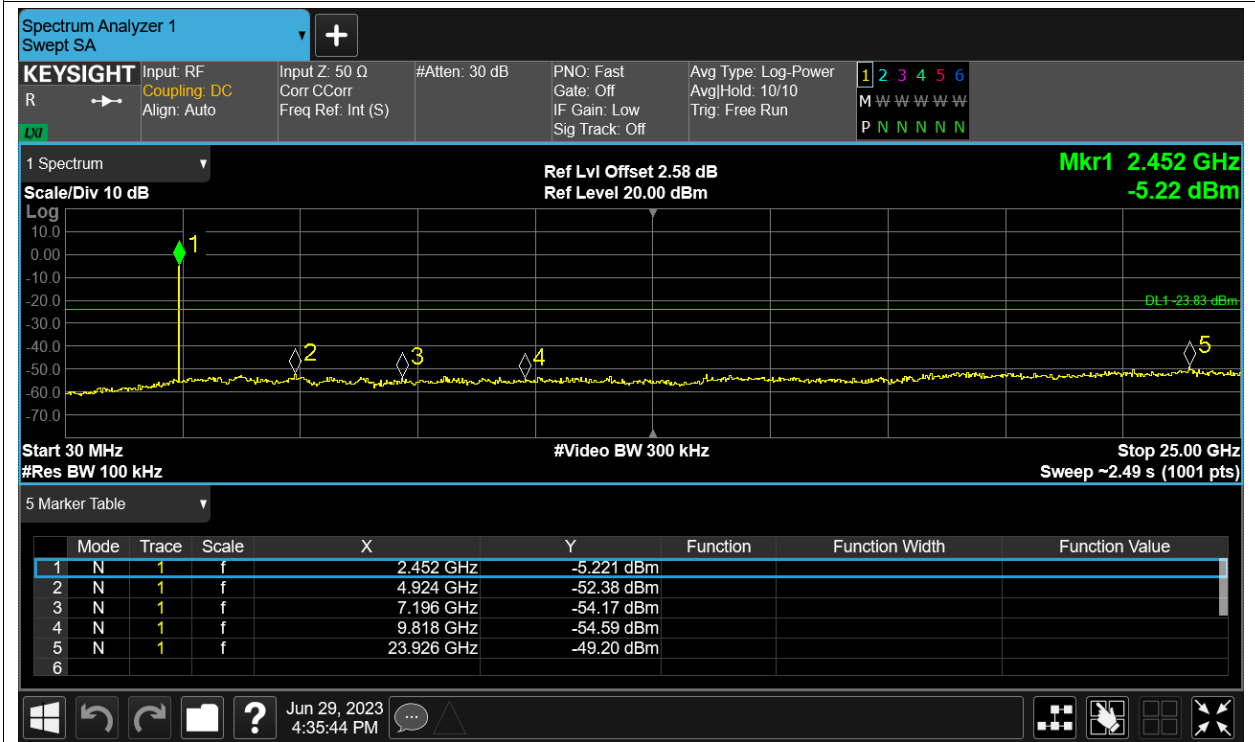 Spectrum Analyzer 1
Swept SA
KEYSIGHT
R
LXI
Input: RF
Coupling: DC
Align: Auto
Input Z: 50 Ω
Corr CCorr
Freq Ref: Int (S)
#Atten: 30 dB
PNO: Fast
Gate: Off
IF Gain: Low
Sig Track: Off
Avg Type: Log-Power
Avg|Hold: 10/10
Trig: Free Run
1 2 3 4 5 6
M W W W W W
P N N N N N
1 Spectrum
Scale/Div 10 dB
Ref Lvl Offset 2.58 dB
Ref Level 20.00 dBm
Mkr1 2.452 GHz
-5.22 dBm
Log
10.0
0.00
-10.0
-20.0
-30.0
-40.0
-50.0
-60.0
-70.0
1
2
3
4
5
DL1 -23.83 dBm
Start 30 MHz
#Res BW 100 kHz
#Video BW 300 kHz
Stop 25.00 GHz
Sweep ~2.49 s (1001 pts)
5 Marker Table
Mode Trace Scale X Y Function Function Width Function Value
1 N 1 f 2.452 GHz -5.221 dBm
2 N 1 f 4.924 GHz -52.38 dBm
3 N 1 f 7.196 GHz -54.17 dBm
4 N 1 f 9.818 GHz -54.59 dBm
5 N 1 f 23.926 GHz -49.20 dBm
6
?
Jun 29, 2023
4:35:44 PM